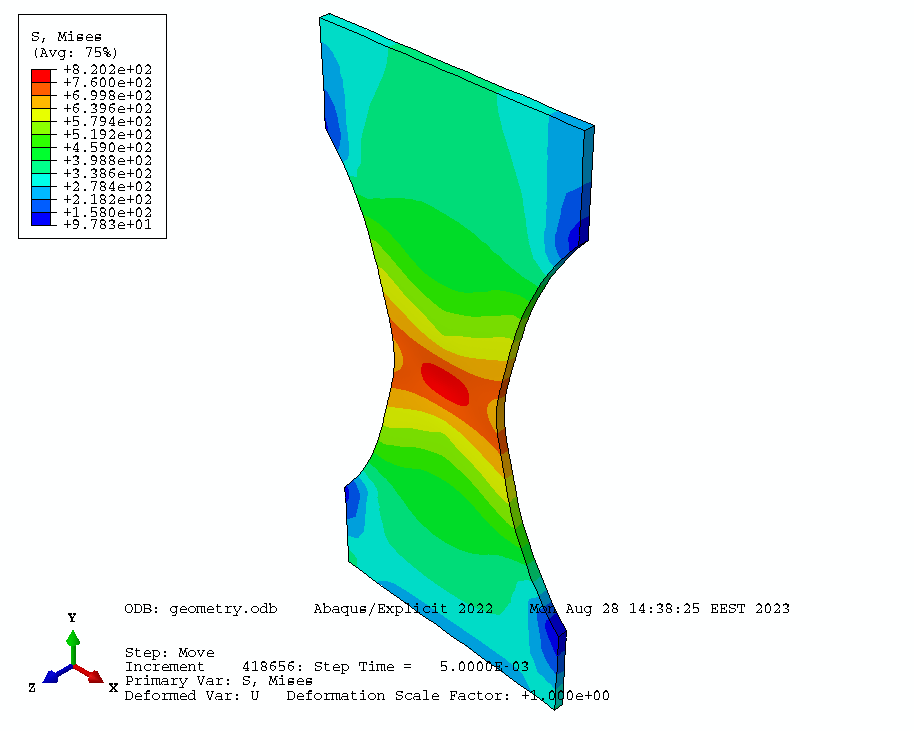 S, Mises
(Avg: 75%)
+8.202e+02
+7.600e+02
+6.998e+02
+6.396e+02
+5.794e+02
+5.192e+02
+4.590e+02
+3.988e+02
+3.386e+02
+2.784e+02
+2.182e+02
+1.580e+02
+9.783e+01
ODB: geometry.odb Abaqus/Explicit 2022 Mon Aug 28 14:38:25 EEST 2023
Y
Z
X
Step: Move
Increment 418656: Step Time = 5.0000E-03
Primary Var: S, Mises
Deformed Var: U Deformation Scale Factor: +1.000e+00